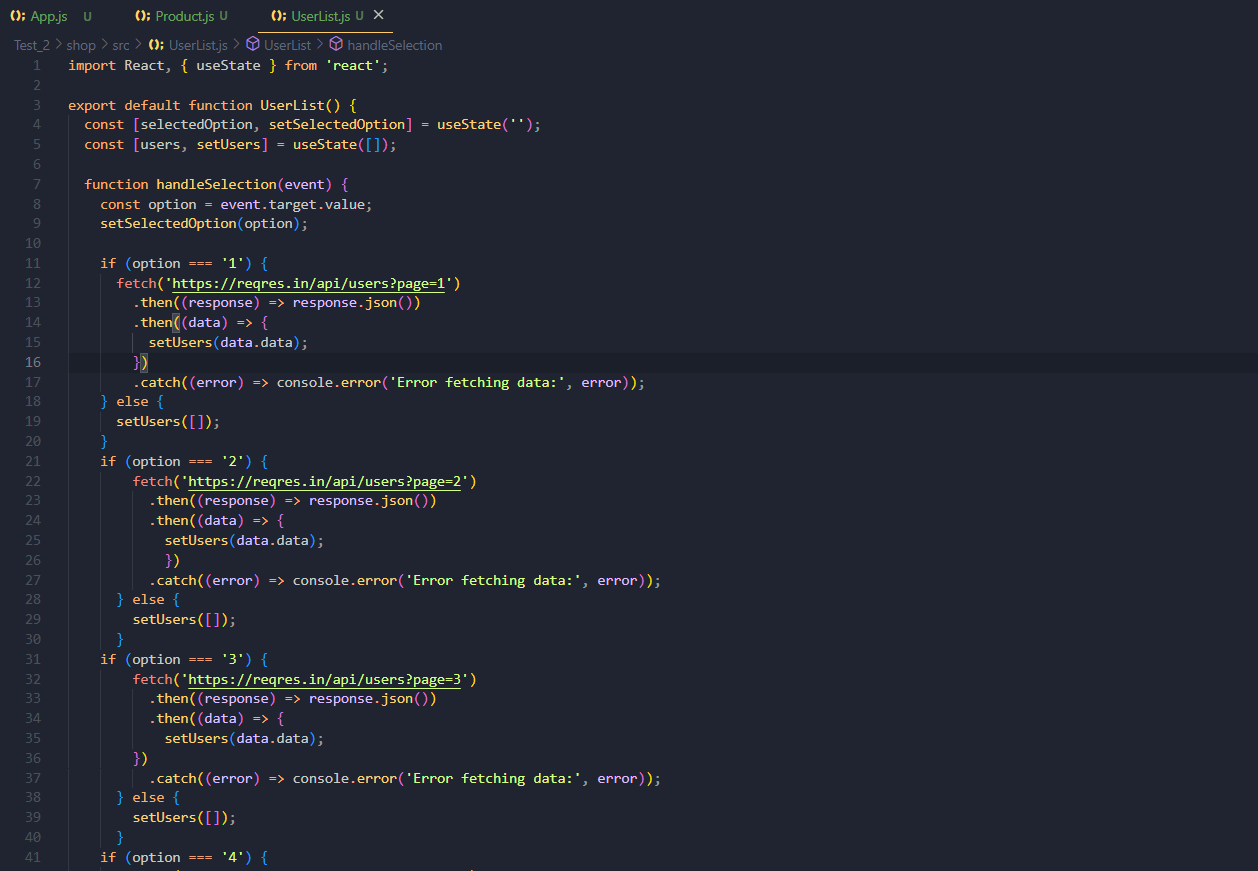 App.js U Product.js U UserList.js U
Test_2 > shop > src > UserList.js > UserList > handleSelection
1 import React, { useState } from 'react';
2
3 export default function UserList() {
4 const [selectedOption, setSelectedOption] = useState('');
5 const [users, setUsers] = useState([]);
6
7 function handleSelection(event) {
8 const option = event.target.value;
9 setSelectedOption(option);
10
11 if (option === '1') {
12 fetch('https://reqres.in/api/users?page=1')
13 .then((response) => response.json())
14 .then((data) => {
15 setUsers(data.data);
16 })
17 .catch((error) => console.error('Error fetching data:', error));
18 } else {
19 setUsers([]);
20 }
21 if (option === '2') {
22 fetch('https://reqres.in/api/users?page=2')
23 .then((response) => response.json())
24 .then((data) => {
25 setUsers(data.data);
26 })
27 .catch((error) => console.error('Error fetching data:', error));
28 } else {
29 setUsers([]);
30 }
31 if (option === '3') {
32 fetch('https://reqres.in/api/users?page=3')
33 .then((response) => response.json())
34 .then((data) => {
35 setUsers(data.data);
36 })
37 .catch((error) => console.error('Error fetching data:', error));
38 } else {
39 setUsers([]);
40 }
41 if (option === '4') {